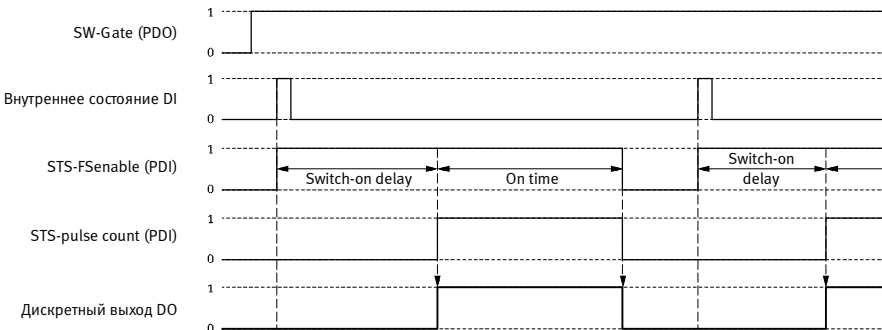 SW-Gate (PDO)
1
0
Внутреннее состояние DI
1
0
STS-FSenable (PDI)
1
0
Switch-on delay
On time
Switch-on
delay
STS-pulse count (PDI)
1
0
Дискретный выход DO
1
0